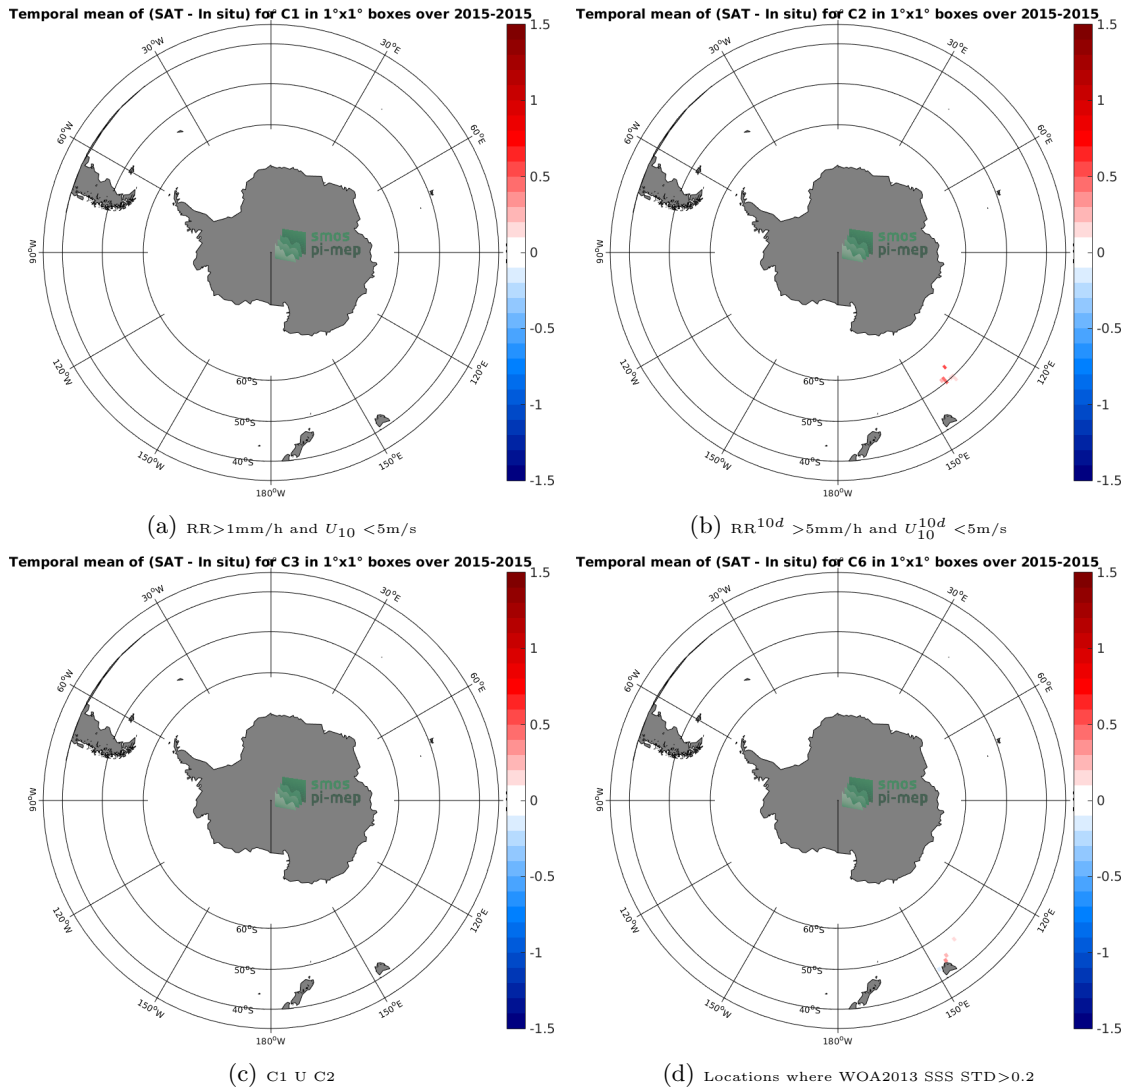 Temporal mean of (SAT - In situ) for C1 in 1°x1° boxes over 2015-2015
30°W
30°E
60°W
60°E
90°W
120°W
120°E
150°W
150°E
180°W
60°S
50°S
40°S
smos
pi-mep
1.5
1
0.5
0
-0.5
-1
-1.5
(a) RR>1mm/h and U10 <5m/s
Temporal mean of (SAT - In situ) for C2 in 1°x1° boxes over 2015-2015
30°W
30°E
60°W
60°E
90°W
120°W
120°E
150°W
150°E
180°W
60°S
50°S
40°S
smos
pi-mep
1.5
1
0.5
0
-0.5
-1
-1.5
(b) RR^10d >5mm/h and U10^10d <5m/s
Temporal mean of (SAT - In situ) for C3 in 1°x1° boxes over 2015-2015
30°W
30°E
60°W
60°E
90°W
120°W
120°E
150°W
150°E
180°W
60°S
50°S
40°S
smos
pi-mep
1.5
1
0.5
0
-0.5
-1
-1.5
(c) C1 U C2
Temporal mean of (SAT - In situ) for C6 in 1°x1° boxes over 2015-2015
30°W
30°E
60°W
60°E
90°W
120°W
120°E
150°W
150°E
180°W
60°S
50°S
40°S
smos
pi-mep
1.5
1
0.5
0
-0.5
-1
-1.5
(d) Locations where WOA2013 SSS STD>0.2